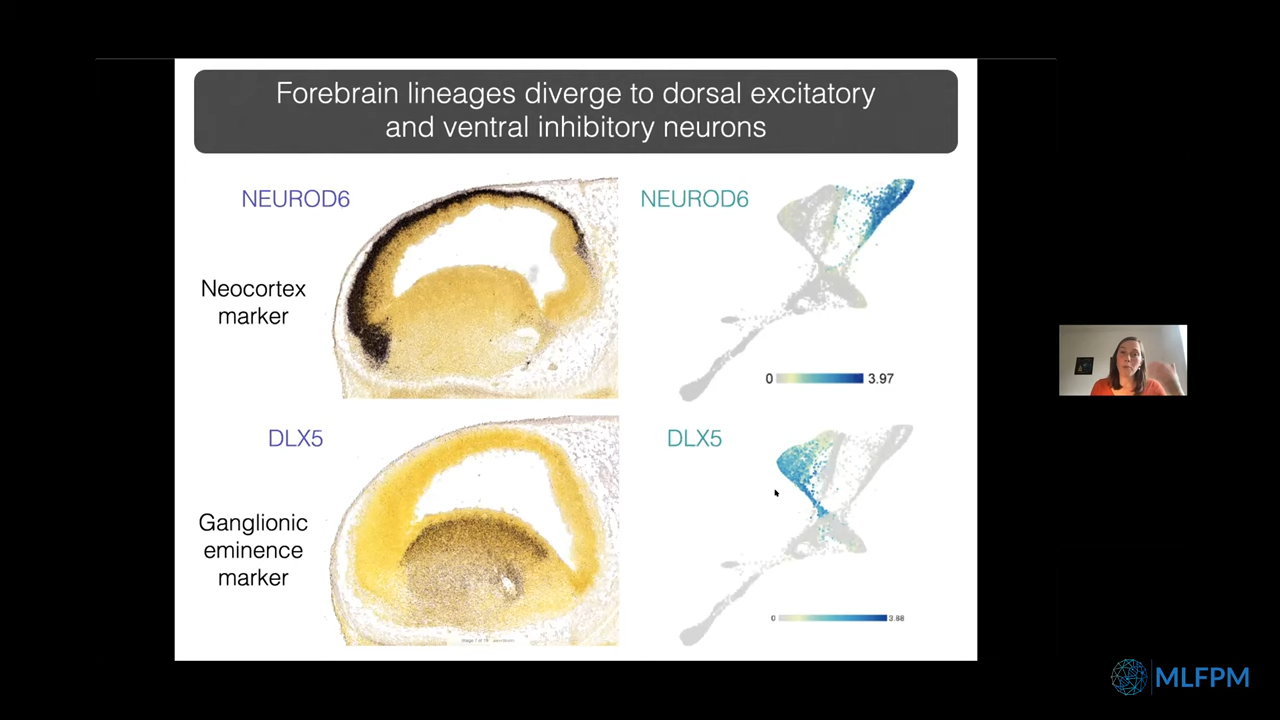 Forebrain lineages diverge to dorsal excitatory
and ventral inhibitory neurons
NEUROD6
Neocortex
marker
NEUROD6
0
3.97
DLX5
Ganglionic
eminence
marker
DLX5
0
3.88
MLFPM